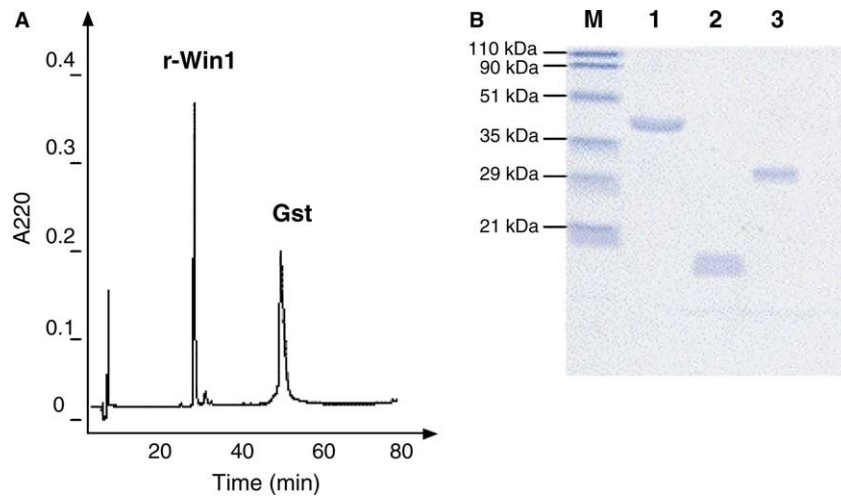 A
r-Win1
Gst
0.4
0.3
0.2
0.1
0
A220
20 40 60 80
Time (min)
B
M 1 2 3
110 kDa
90 kDa
51 kDa
35 kDa
29 kDa
21 kDa